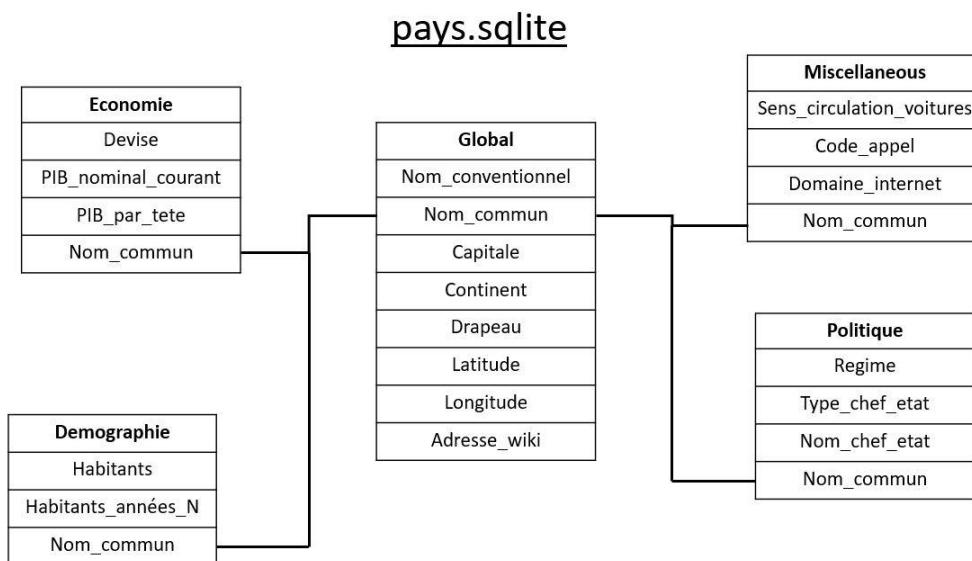 pays.sqlite
Economie
Devise
PIB_nominal_courant
PIB_par_tete
Nom_commun
Demographie
Habitants
Habitants_années_N
Nom_commun
Global
Nom_conventionnel
Nom_commun
Capitale
Continent
Drapeau
Latitude
Longitude
Adresse_wiki
Miscellaneous
Sens_circulation_voitures
Code_appel
Domaine_internet
Nom_commun
Politique
Regime
Type_chef_etat
Nom_chef_etat
Nom_commun